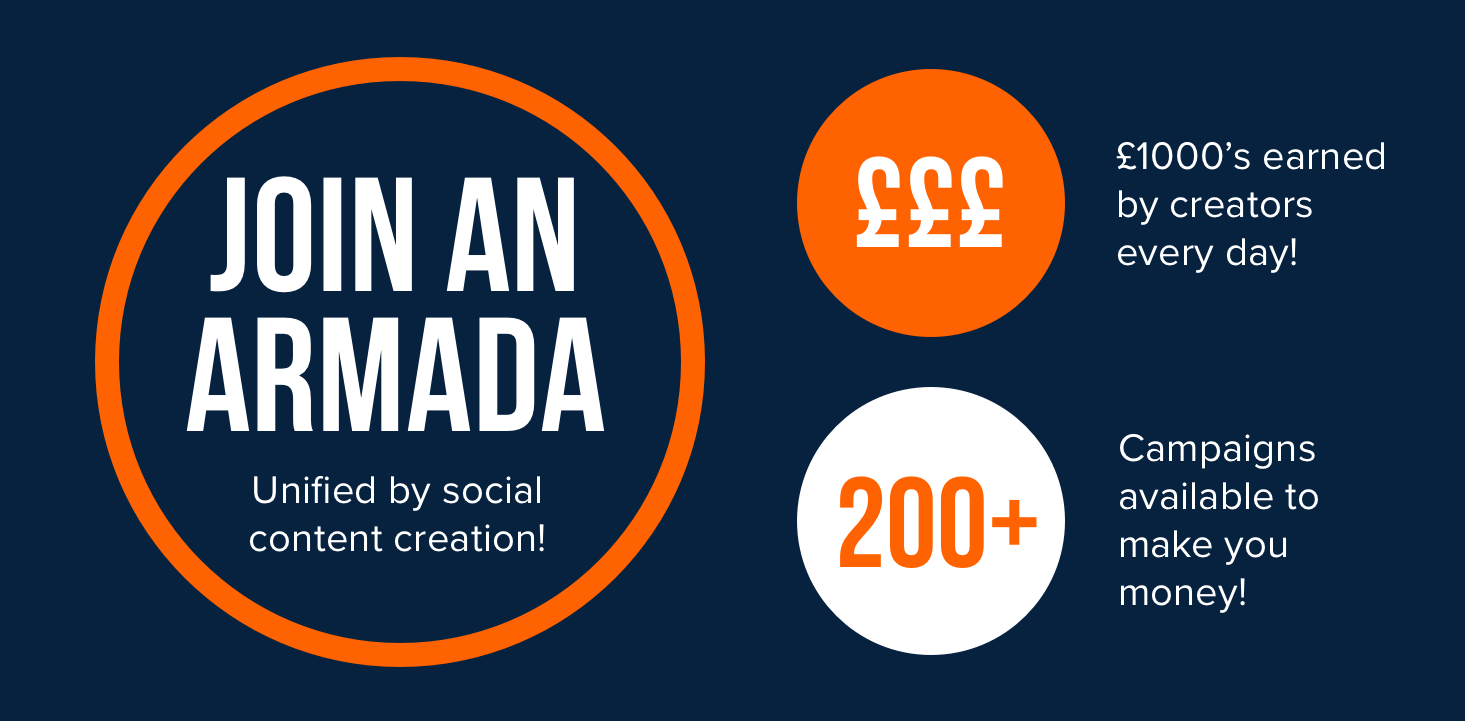 JOIN AN
ARMADA
Unified by social
content creation!
£££
£1000’s earned
by creators
every day!
200+
Campaigns
available to
make you
money!